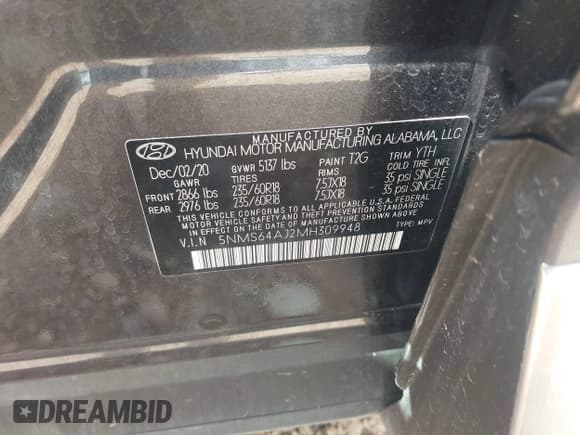 MANUFACTURED BY
HYUNDAI MOTOR MANUFACTURING ALABAMA, LLC
Dec/02/20 GVWR 5137 lbs PAINT T2G TRIM YTH
GAWR TIRES RIMS COLD TIRE INFL
FRONT 2866 lbs 235/60R18 7.5JX18 35 psi SINGLE
REAR 2976 lbs 235/60R18 7.5JX18 35 psi SINGLE
THIS VEHICLE CONFORMS TO ALL APPLICABLE U.S.A. FEDERAL
MOTOR VEHICLE SAFETY, BUMPER, AND THEFT PREVENTION STANDARDS
IN EFFECT ON THE DATE OF MANUFACTURE SHOWN ABOVE.
V.I.N 5NMS64AJ2MH309948 TYPE: MPV
DREAMBID